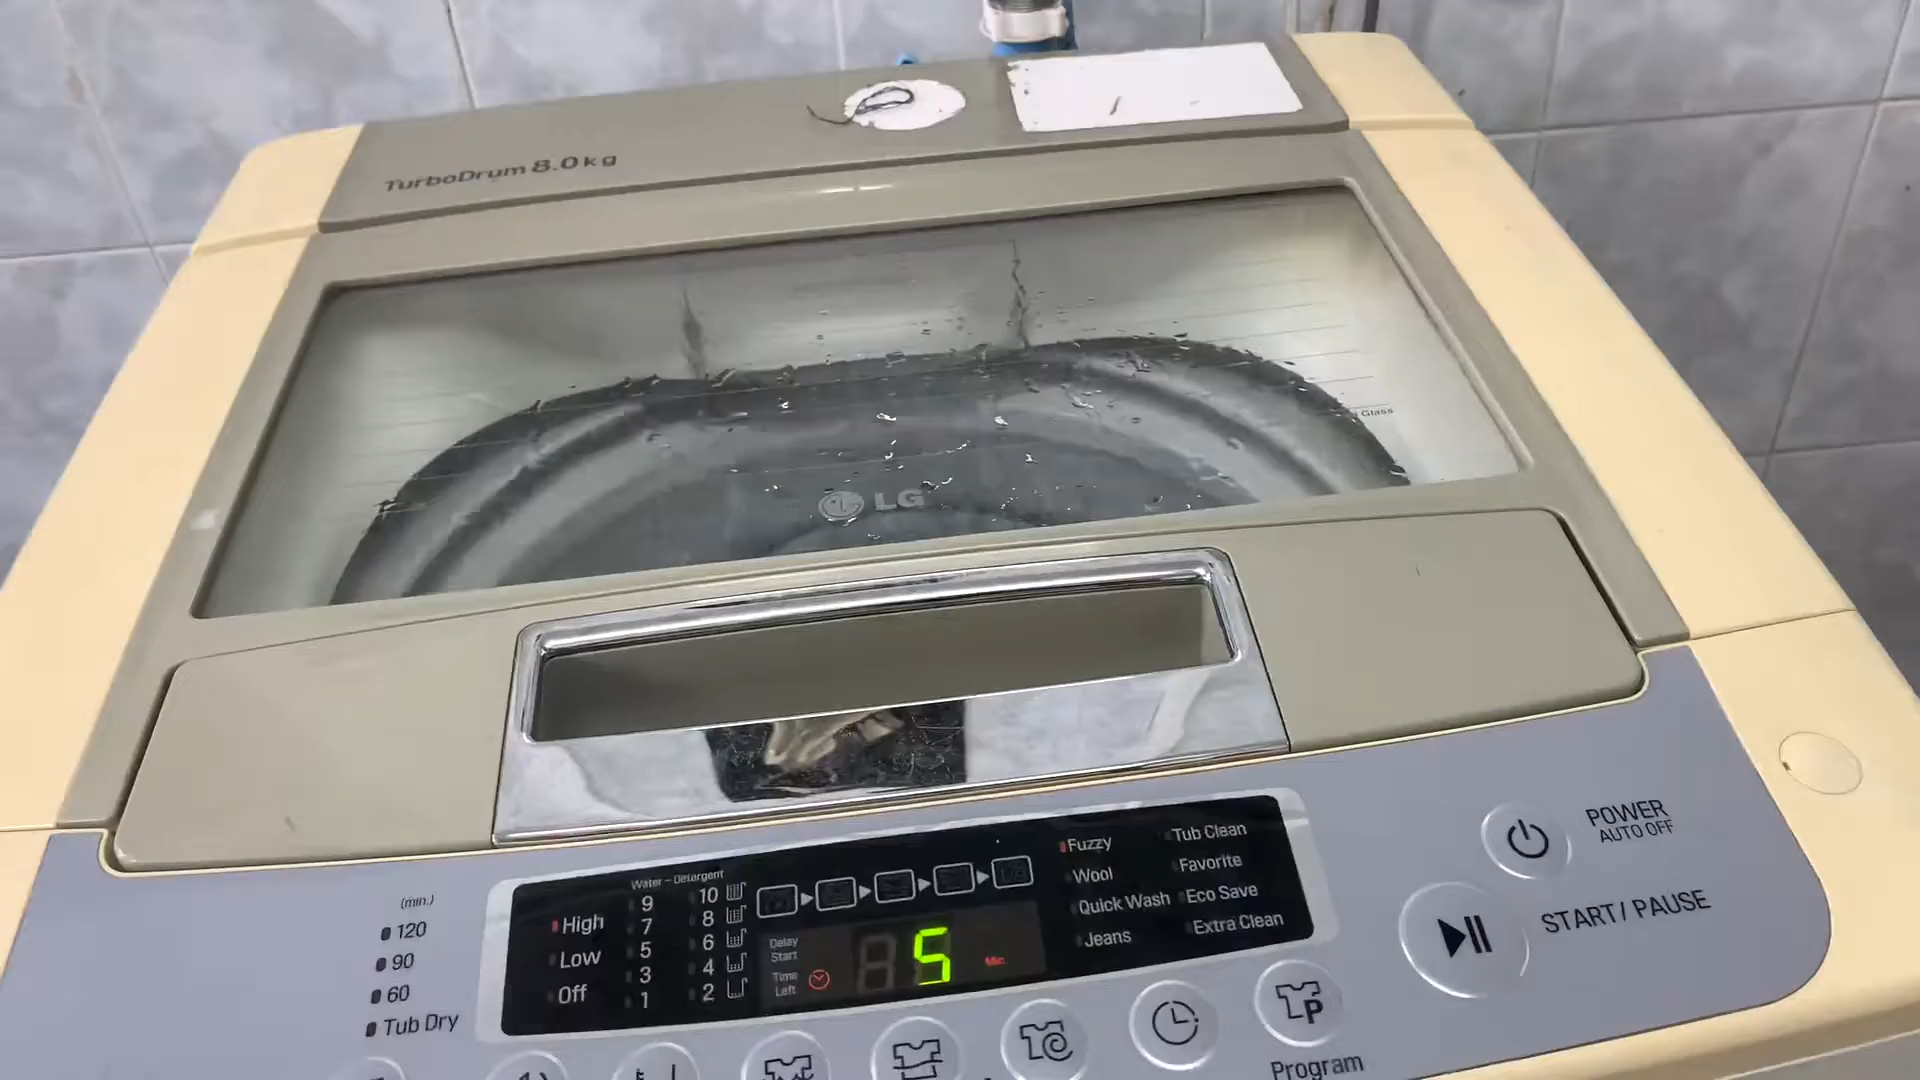 TurboDrum 8.0kg
Glass
LG
POWER
AUTO OFF
START / PAUSE
(min.)
120
90
60
Tub Dry
Water – Detergent
High
Low
Off
9
7
5
3
1
10
8
6
4
2
Delay
Start
Time
Left
5
Min.
Fuzzy
Wool
Quick Wash
Jeans
Tub Clean
Favorite
Eco Save
Extra Clean
P
Program